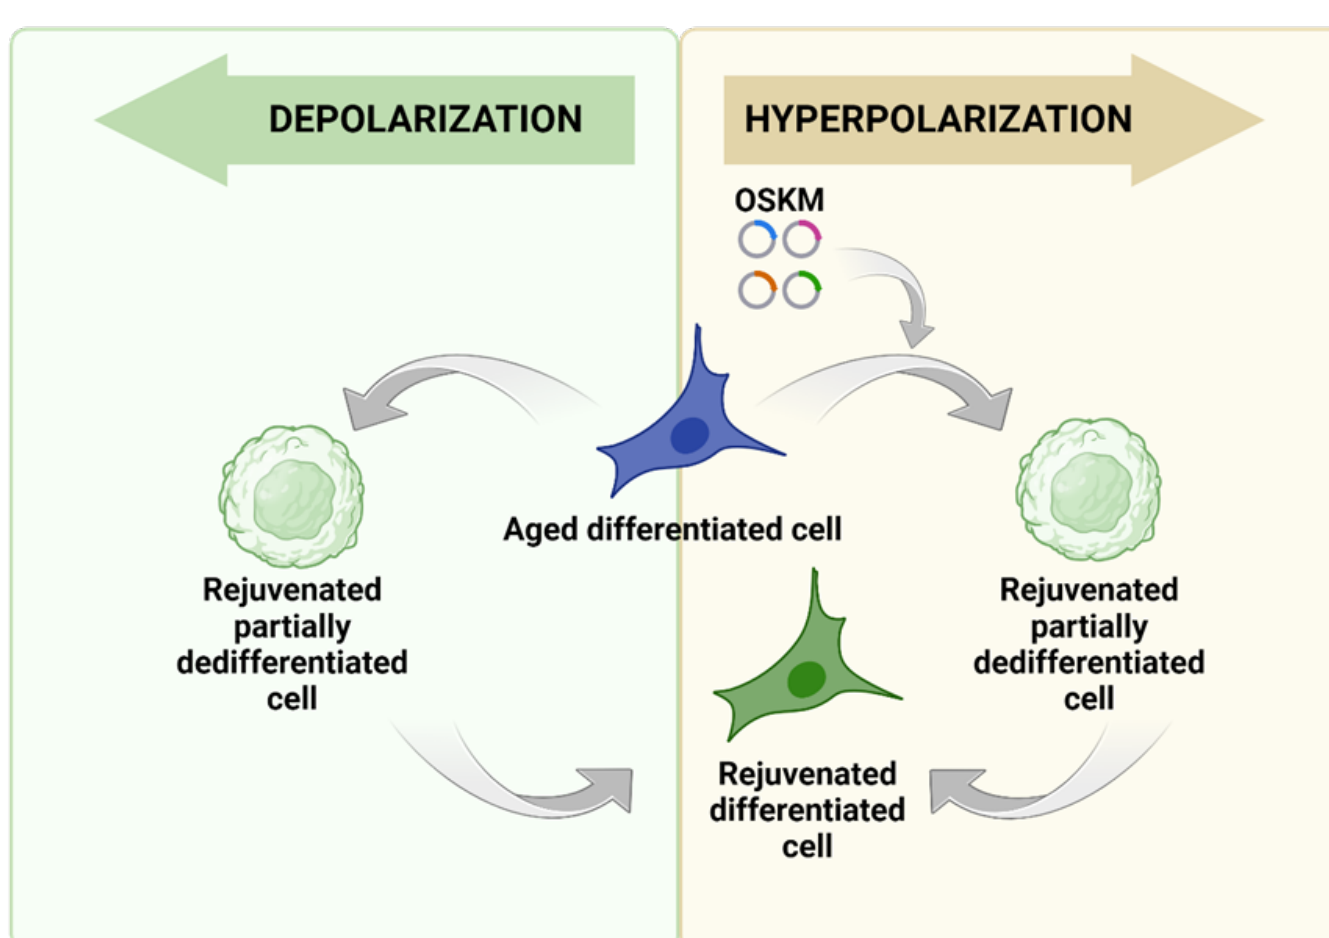 DEPOLARIZATION
HYPERPOLARIZATION
OSKM
Aged differentiated cell
Rejuvenated
partially
dedifferentiated
cell
Rejuvenated
partially
dedifferentiated
cell
Rejuvenated
differentiated
cell